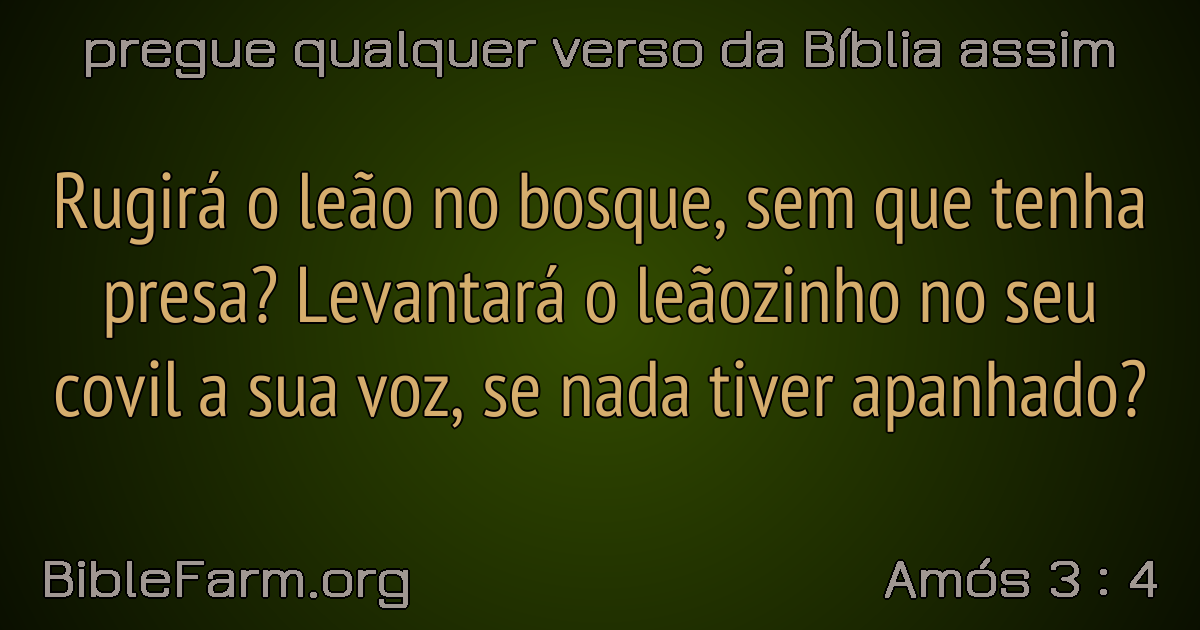 pregue qualquer verso da Bíblia assim
Rugirá o leão no bosque, sem que tenha
presa? Levantará o leãozinho no seu
covil a sua voz, se nada tiver apanhado?
BibleFarm.org
Amós 3 : 4